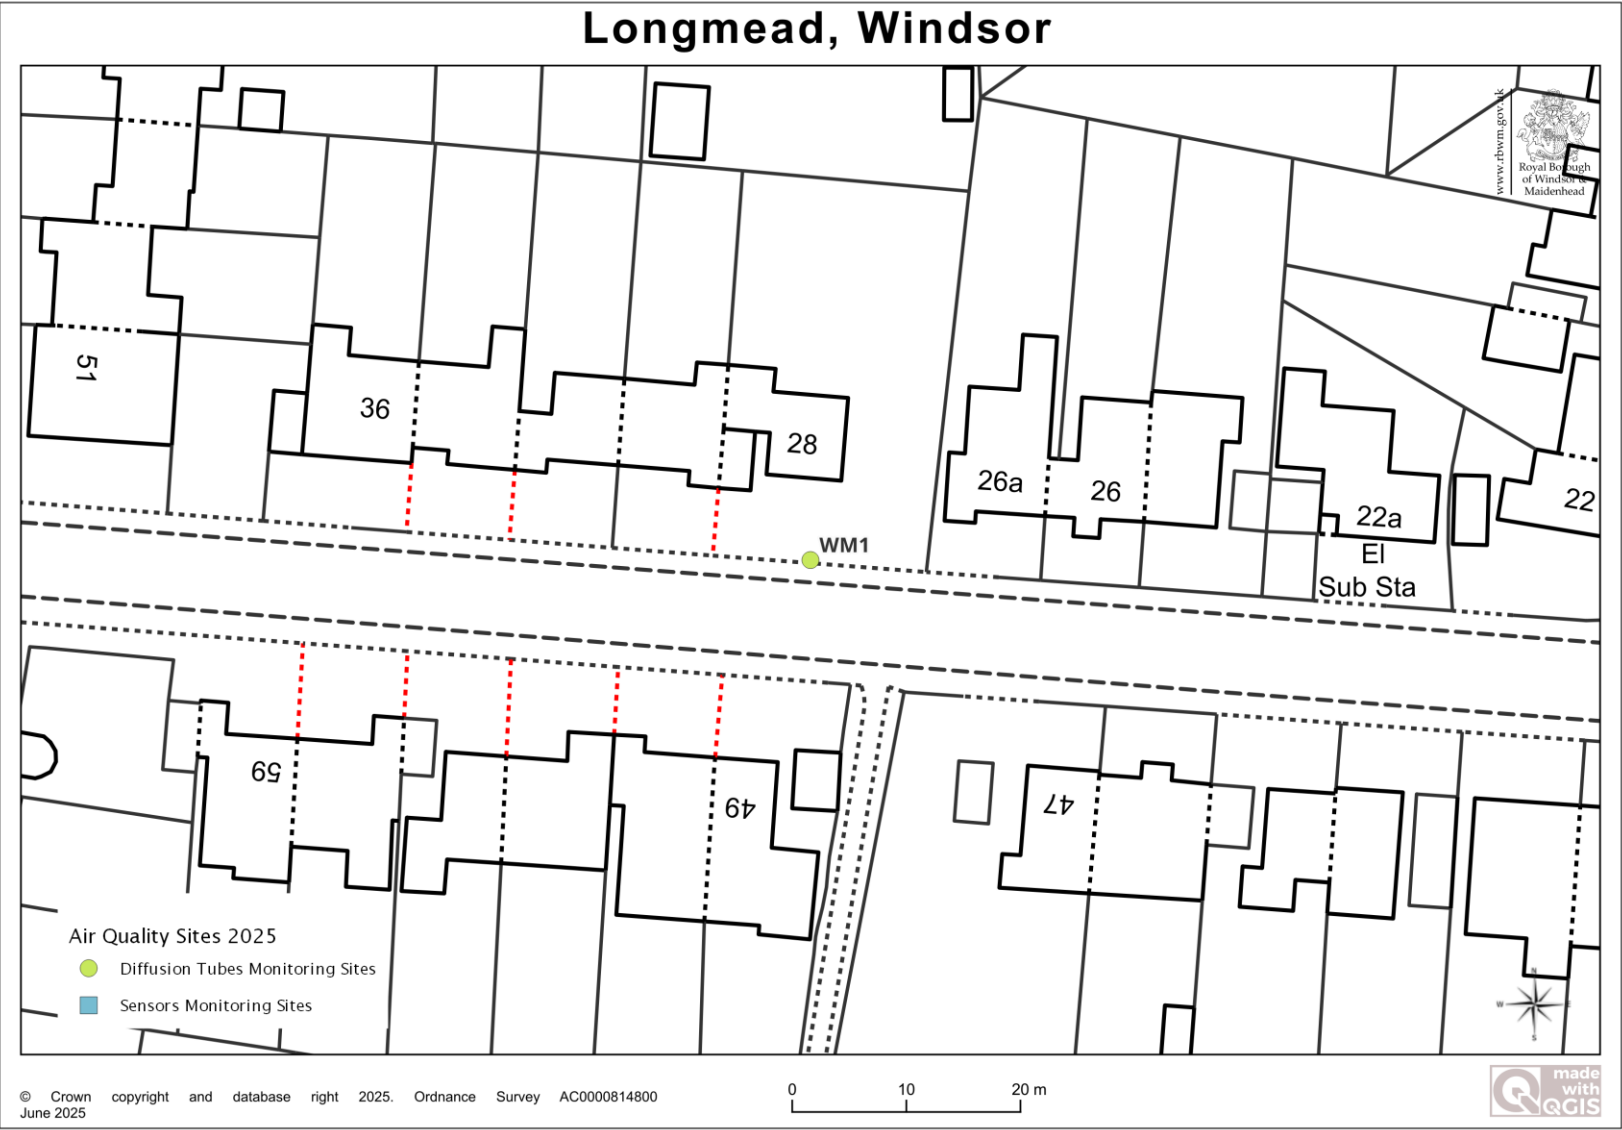 Longmead, Windsor
www.rbwm.gov.uk
Royal Borough
of Windsor &
Maidenhead
51
36
28
26a
26
22a
22
El
Sub Sta
WM1
59
49
47
Air Quality Sites 2025
Diffusion Tubes Monitoring Sites
Sensors Monitoring Sites
N
W
E
S
© Crown copyright and database right 2025. Ordnance Survey AC0000814800
June 2025
0 10 20 m
made
with
QGIS